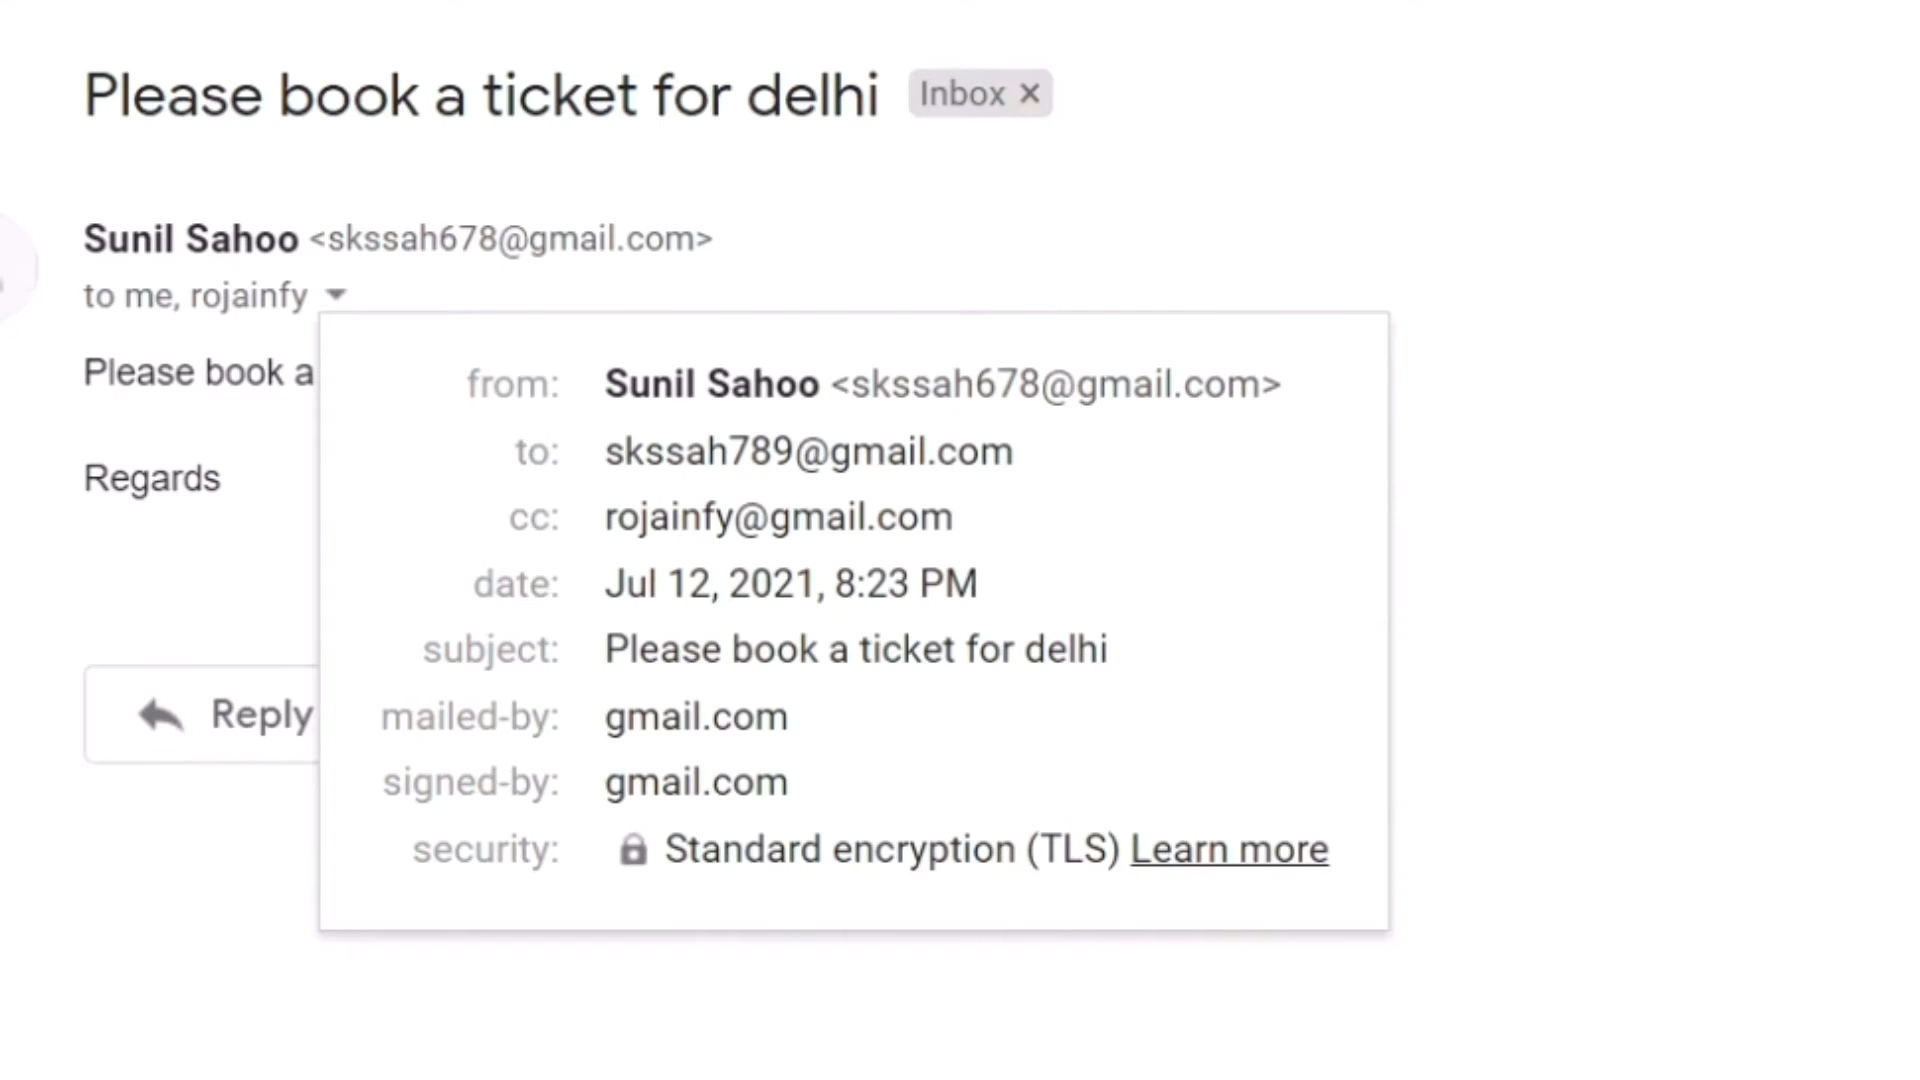 Please book a ticket for delhi Inbox ×
Sunil Sahoo <skssah678@gmail.com>
to me, rojainfy
Please book a
Regards
Reply
from: Sunil Sahoo <skssah678@gmail.com>
to: skssah789@gmail.com
cc: rojainfy@gmail.com
date: Jul 12, 2021, 8:23 PM
subject: Please book a ticket for delhi
mailed-by: gmail.com
signed-by: gmail.com
security: Standard encryption (TLS) Learn more